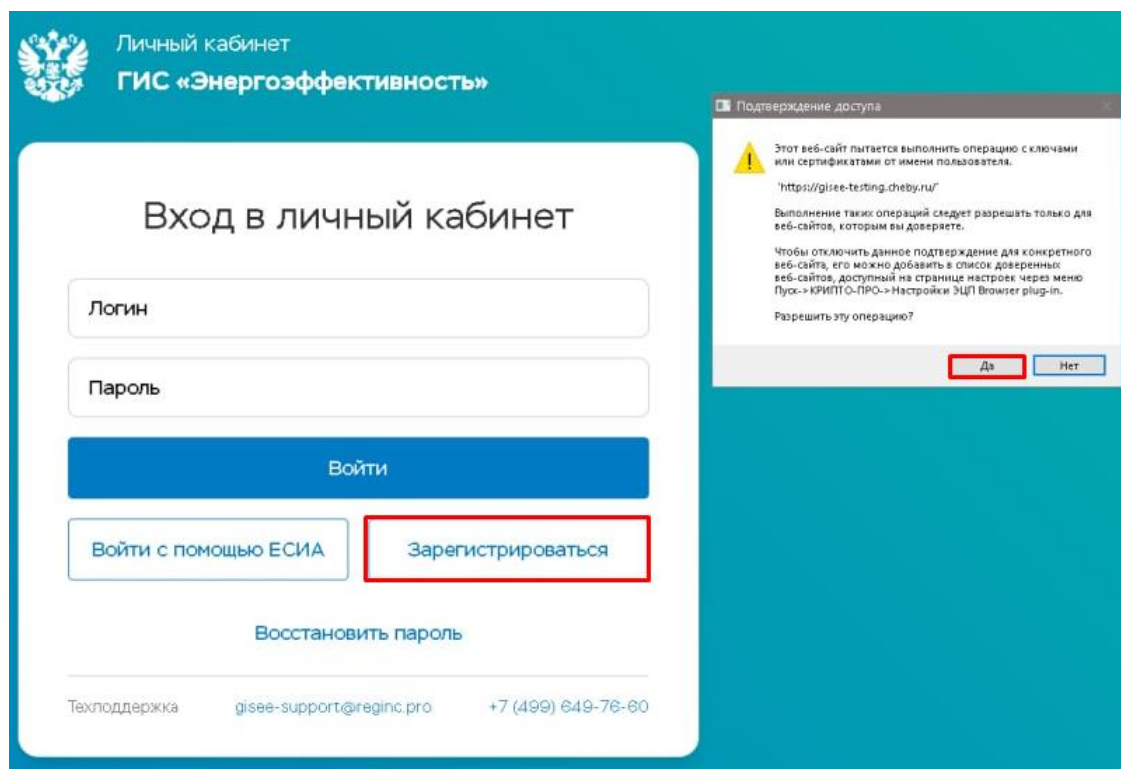 Личный кабинет
ГИС «Энергоэффективность»
Вход в личный кабинет
Логин
Пароль
Войти
Войти с помощью ЕСИА
Зарегистрироваться
Восстановить пароль
Техподдержка gisee-support@reginc.pro +7 (499) 649-76-60
Подтверждение доступа
Этот веб-сайт пытается выполнить операцию с ключами
или сертификатами от имени пользователя.
'https://gisee-testing.cheby.ru/'
Выполнение таких операций следует разрешать только для
веб-сайтов, которым вы доверяете.
Чтобы отключить данное подтверждение для конкретного
веб-сайта, его можно добавить в список доверенных
веб-сайтов, доступный на странице настроек через меню
Пуск->КРИПТО-ПРО->Настройки ЭЦП Browser plug-in.
Разрешить эту операцию?
Да Нет